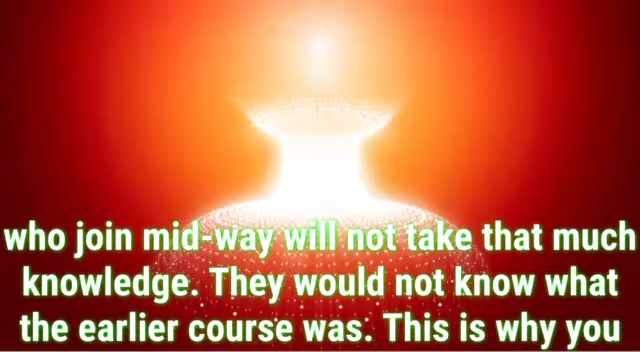 who join mid-way will not take that much
knowledge. They would not know what
the earlier course was. This is why you